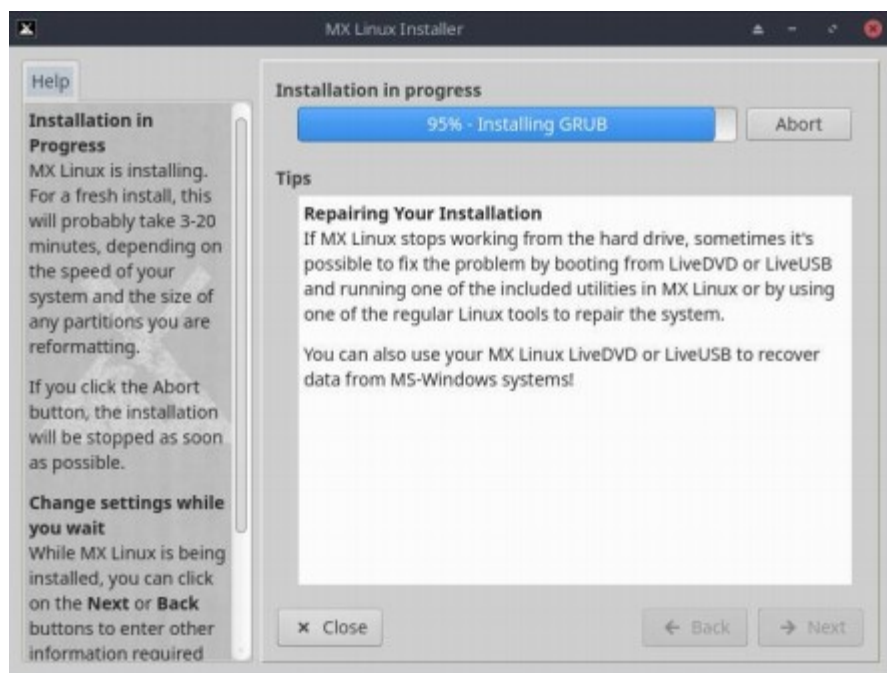 MX Linux Installer
Help
Installation in
Progress
MX Linux is installing.
For a fresh install, this
will probably take 3-20
minutes, depending on
the speed of your
system and the size of
any partitions you are
reformatting.
If you click the Abort
button, the installation
will be stopped as soon
as possible.
Change settings while
you wait
While MX Linux is being
installed, you can click
on the Next or Back
buttons to enter other
information required
Installation in progress
95% - Installing GRUB
Abort
Tips
Repairing Your Installation
If MX Linux stops working from the hard drive, sometimes it's
possible to fix the problem by booting from LiveDVD or LiveUSB
and running one of the included utilities in MX Linux or by using
one of the regular Linux tools to repair the system.
You can also use your MX Linux LiveDVD or LiveUSB to recover
data from MS-Windows systems!
Close
Back
Next